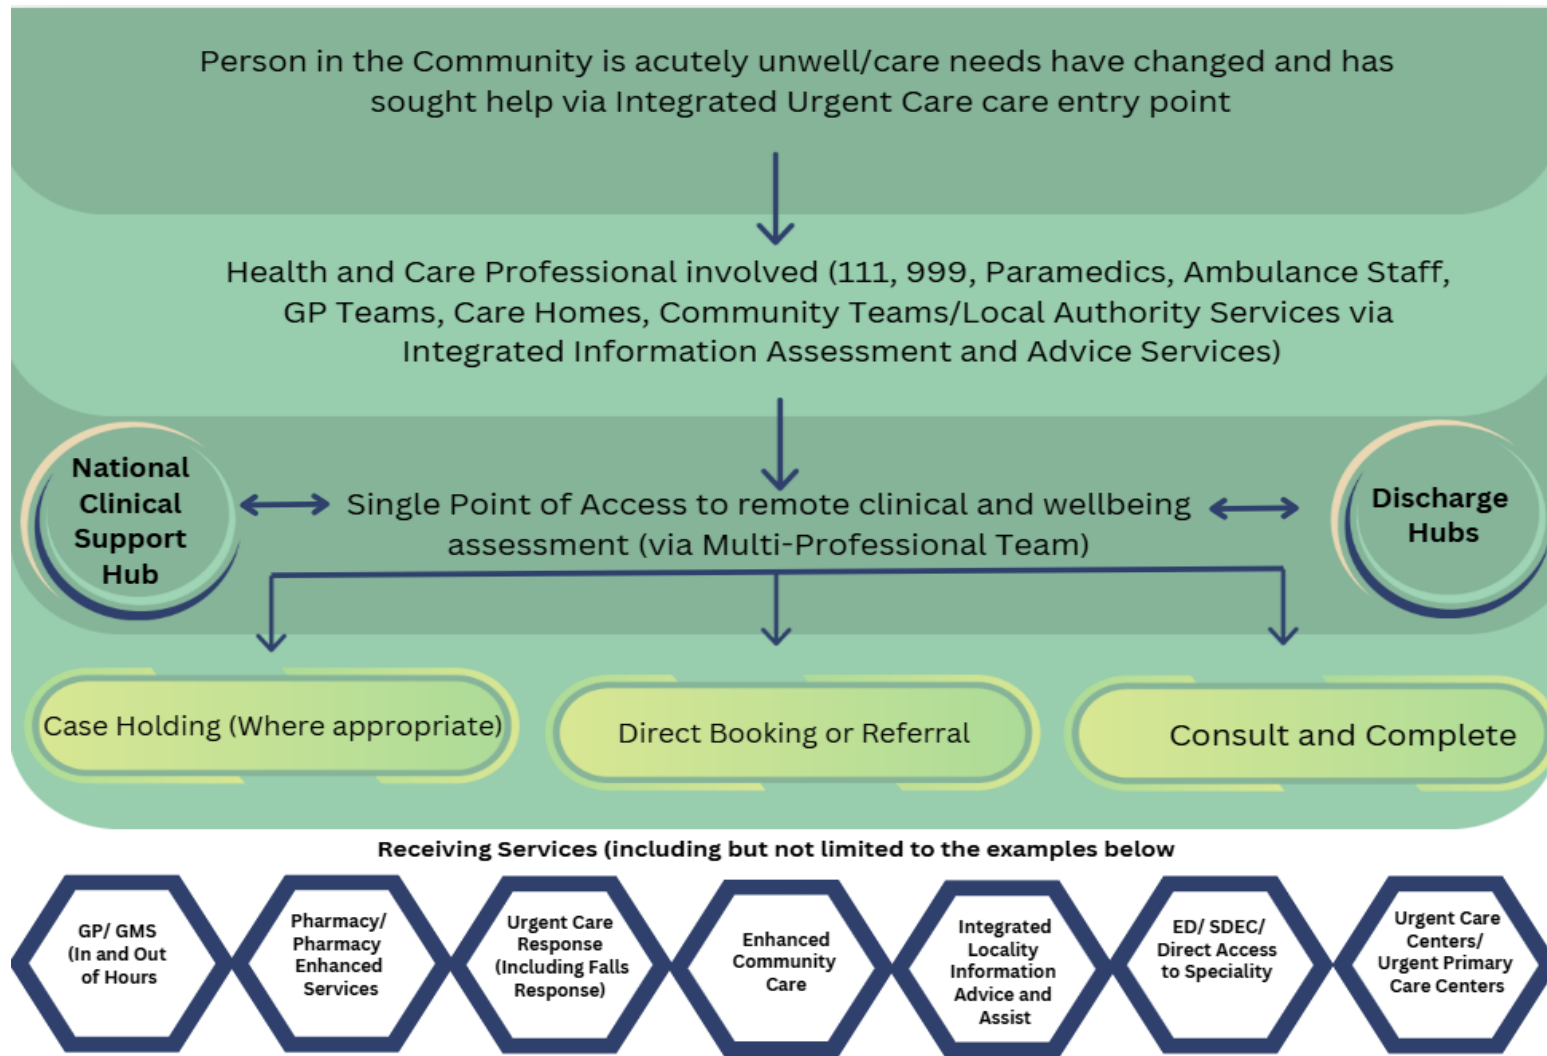 Person in the Community is acutely unwell/care needs have changed and has
sought help via Integrated Urgent Care care entry point
Health and Care Professional involved (111, 999, Paramedics, Ambulance Staff,
GP Teams, Care Homes, Community Teams/Local Authority Services via
Integrated Information Assessment and Advice Services)
National
Clinical
Support
Hub
Single Point of Access to remote clinical and wellbeing
assessment (via Multi-Professional Team)
Discharge
Hubs
Case Holding (Where appropriate)
Direct Booking or Referral
Consult and Complete
Receiving Services (including but not limited to the examples below
GP/ GMS
(In and Out
of Hours
Pharmacy/
Pharmacy
Enhanced
Services
Urgent Care
Response
(Including Falls
Response)
Enhanced
Community
Care
Integrated
Locality
Information
Advice and
Assist
ED/ SDEC/
Direct Access
to Speciality
Urgent Care
Centers/
Urgent Primary
Care Centers